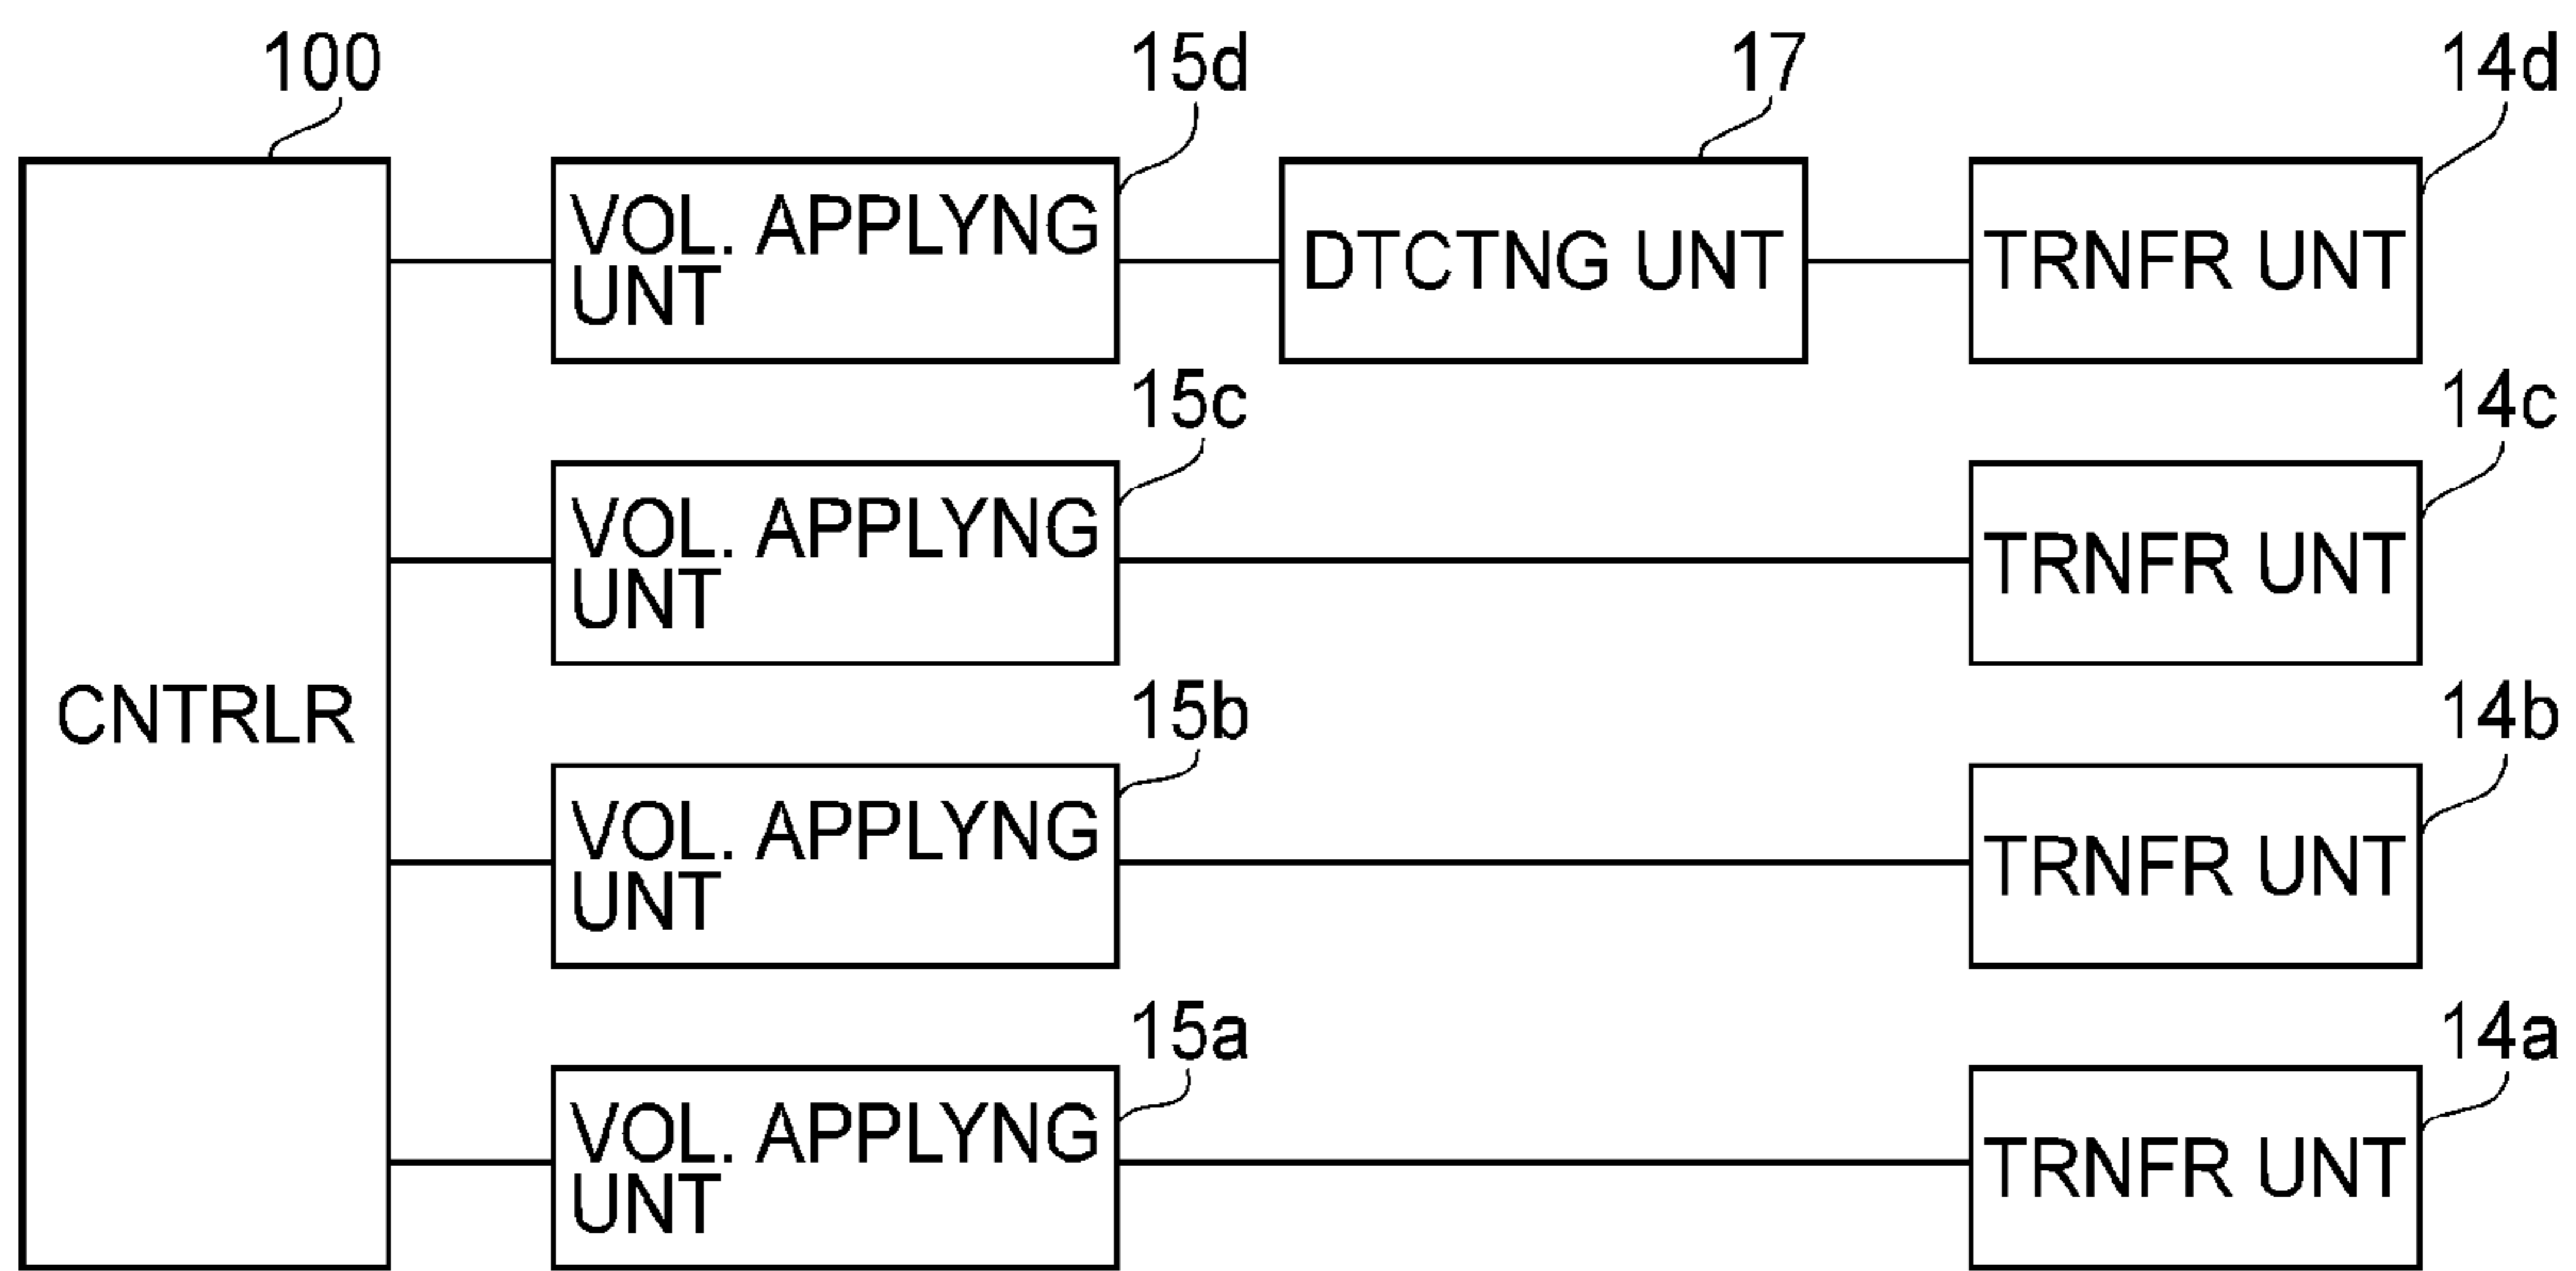 100
15d
17
14d
VOL. APPLYNG
UNT
DTCTNG UNT
TRNFR UNT
15c
14c
VOL. APPLYNG
UNT
TRNFR UNT
CNTRLR
15b
14b
VOL. APPLYNG
UNT
TRNFR UNT
15a
14a
VOL. APPLYNG
UNT
TRNFR UNT